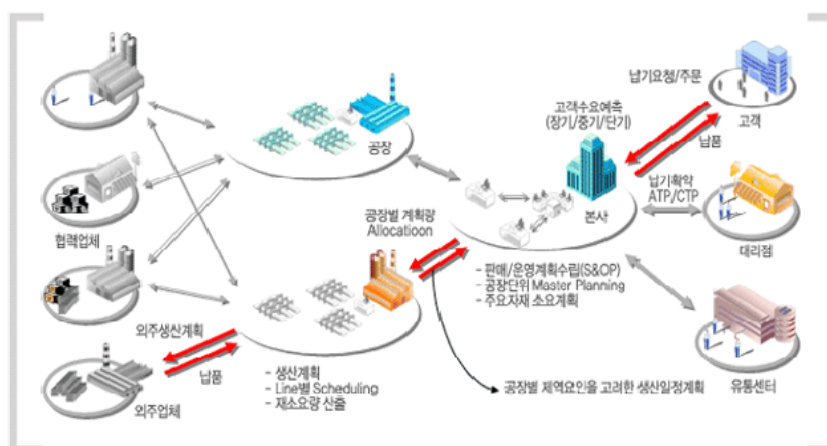 납기요청/주문
고객수요예측
(장기/중기/단기)
고객
납품
공장
납기확약
ATP/CTP
본사
공장별 계획량
Allocatioon
협력업체
대리점
- 판매/운영계획수립(S&OP)
- 공장단위 Master Planning
- 주요자재 소요계획
외주생산계획
납품
- 생산계획
- Line별 Scheduling
- 재소요량 산출
공장별 제역요인을 고려한 생산일정계획
유통센터
외주업체